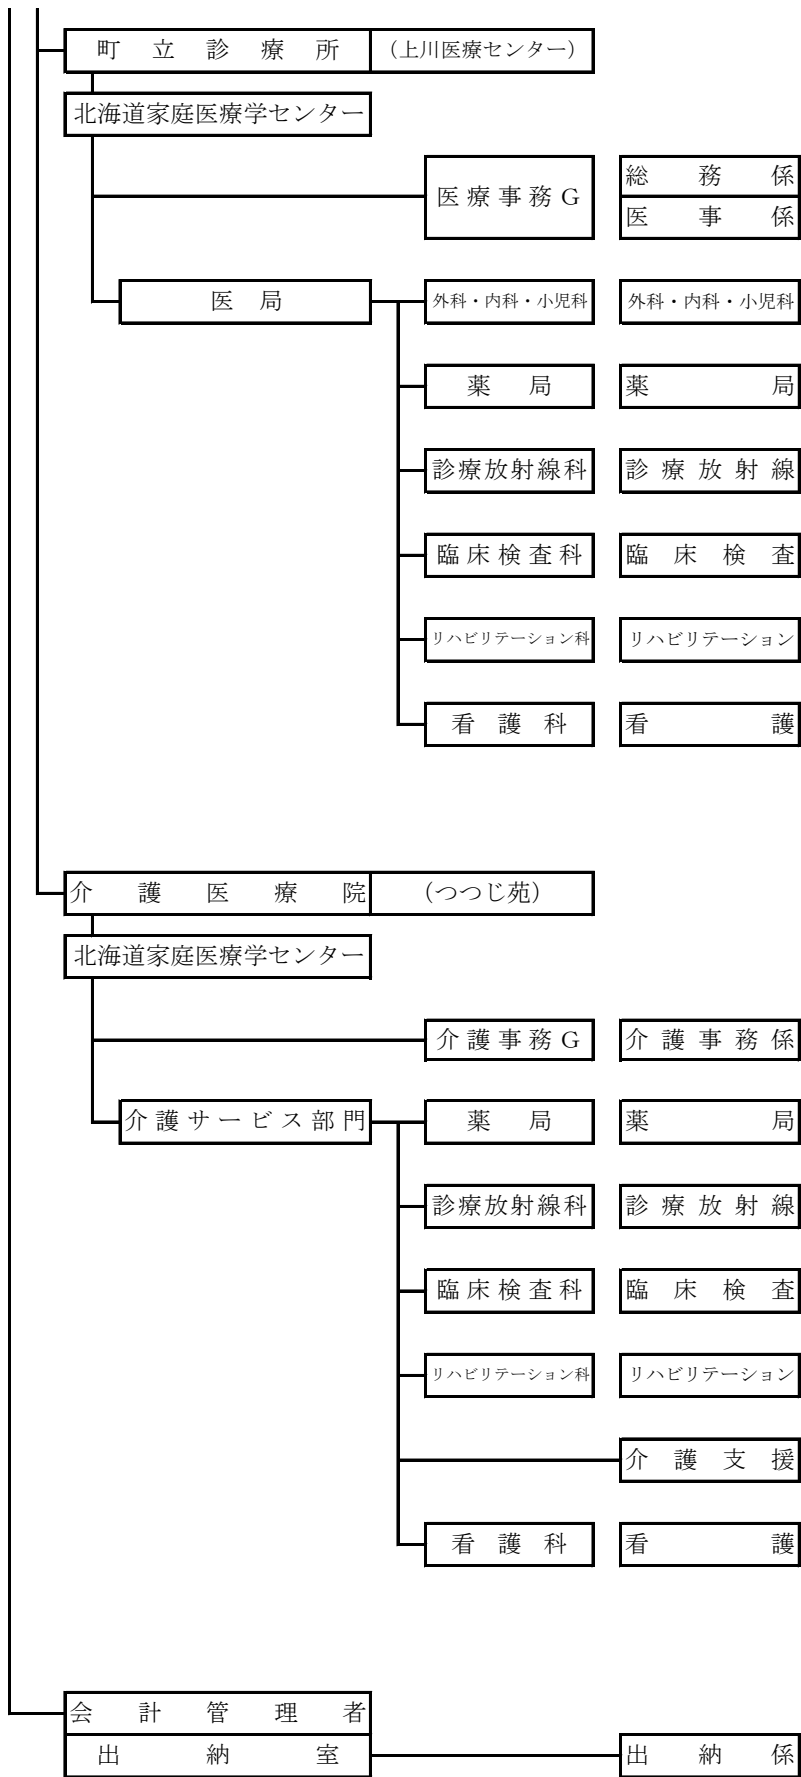 町立診療所 （上川医療センター）
北海道家庭医療学センター
医療事務G 総務係
医事係
医局 外科・内科・小児科 外科・内科・小児科
薬局 薬局
診療放射線科 診療放射線
臨床検査科 臨床検査
リハビリテーション科 リハビリテーション
看護科 看護
介護医療院 （つつじ苑）
北海道家庭医療学センター
介護事務G 介護事務係
介護サービス部門 薬局 薬局
診療放射線科 診療放射線
臨床検査科 臨床検査
リハビリテーション科 リハビリテーション
介護支援
看護科 看護
会計管理者
出納室 出納係